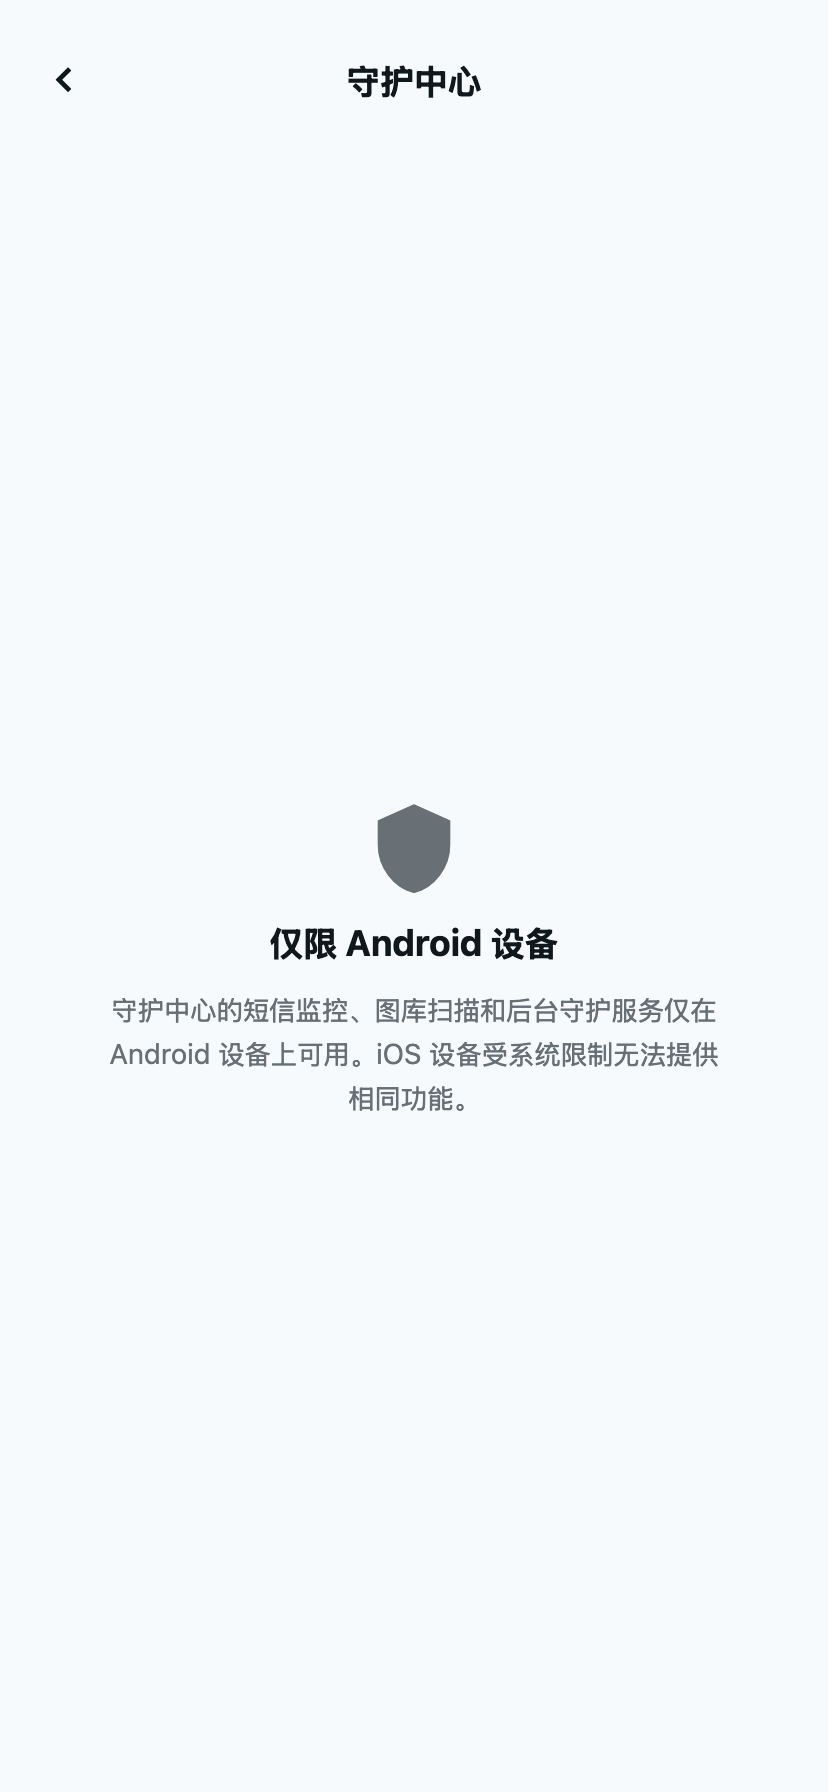 守护中心
仅限 Android 设备
守护中心的短信监控、图库扫描和后台守护服务仅在
Android 设备上可用。iOS 设备受系统限制无法提供
相同功能。